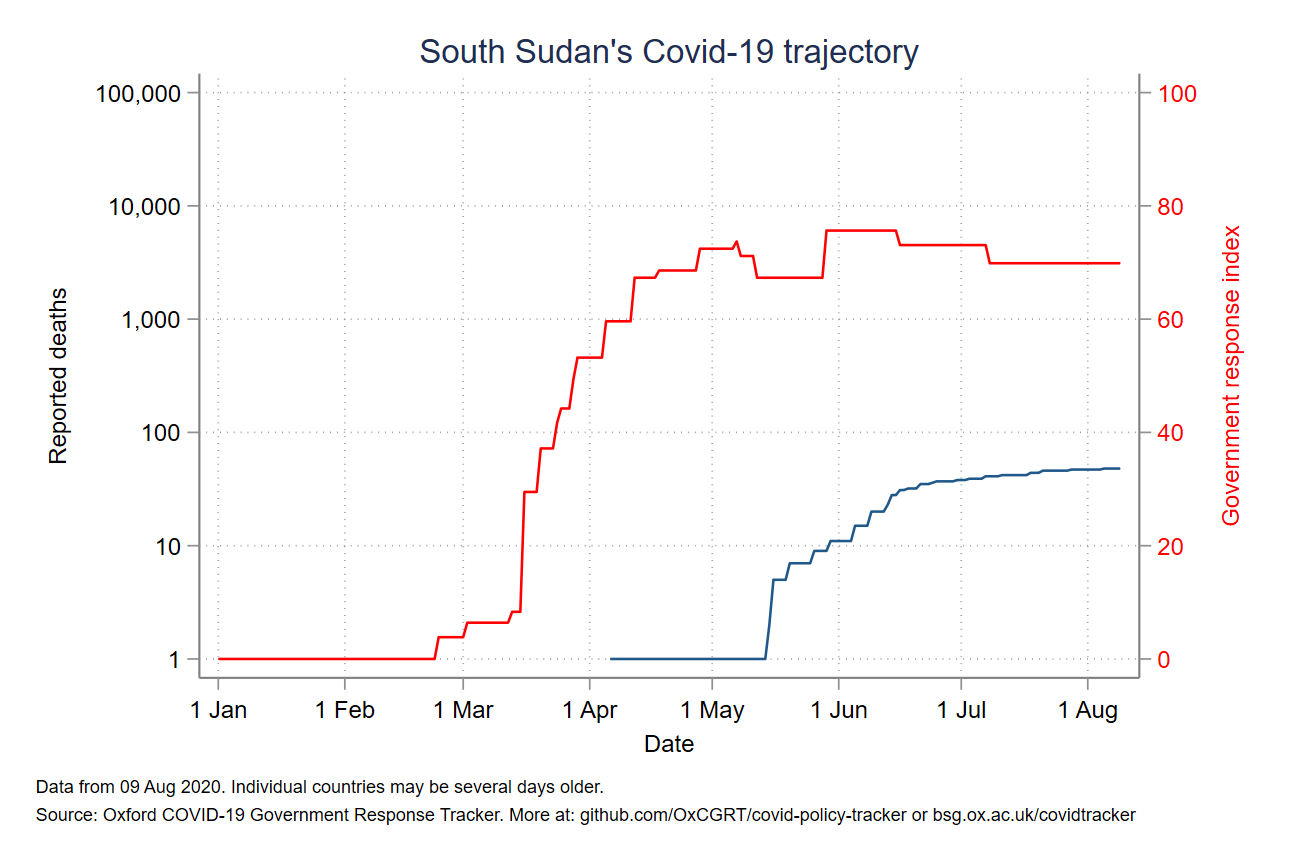 South Sudan's Covid-19 trajectory
100,000
10,000
1,000
100
10
1
Reported deaths
100
80
60
40
20
0
Government response index
1 Jan 1 Feb 1 Mar 1 Apr 1 May 1 Jun 1 Jul 1 Aug
Date
Data from 09 Aug 2020. Individual countries may be several days older.
Source: Oxford COVID-19 Government Response Tracker. More at: github.com/OxCGRT/covid-policy-tracker or bsg.ox.ac.uk/covidtracker